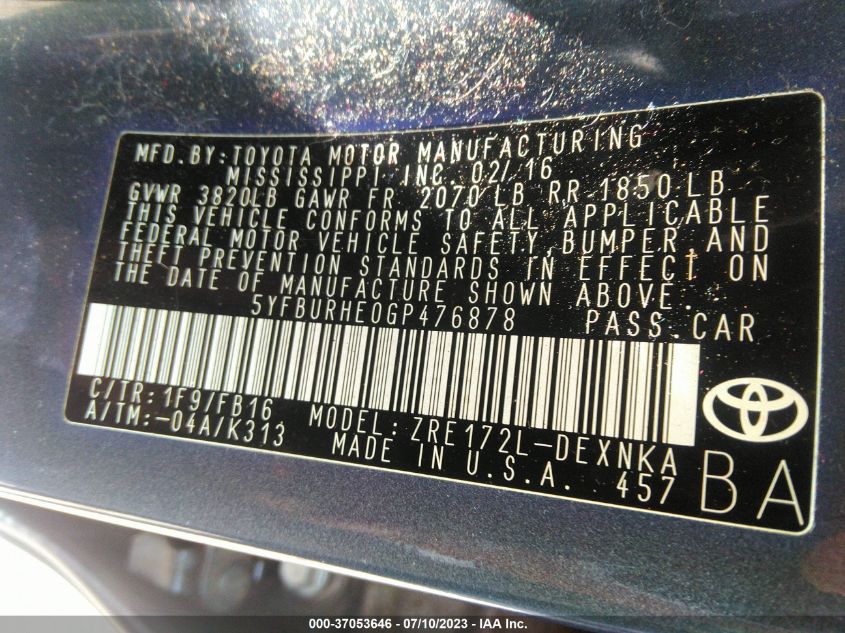 MFD.BY:TOYOTA MOTOR MANUFACTURING
MISSISSIPPI INC. 02/16
GVWR 3820LB GAWR FR 2070LB RR 1850LB
THIS VEHICLE CONFORMS TO ALL APPLICABLE
FEDERAL MOTOR VEHICLE SAFETY,BUMPER,AND
THEFT PREVENTION STANDARDS IN EFFECT ON
THE DATE OF MANUFACTURE SHOWN ABOVE.
5YFBURHE0GP476878 PASS.CAR
C/TR:1F9/FB16 MODEL:ZRE172L-DEXNKA
A/TM:-04A/K313 MADE IN U.S.A. 457
BA
000-37053646 - 07/10/2023 - IAA Inc.